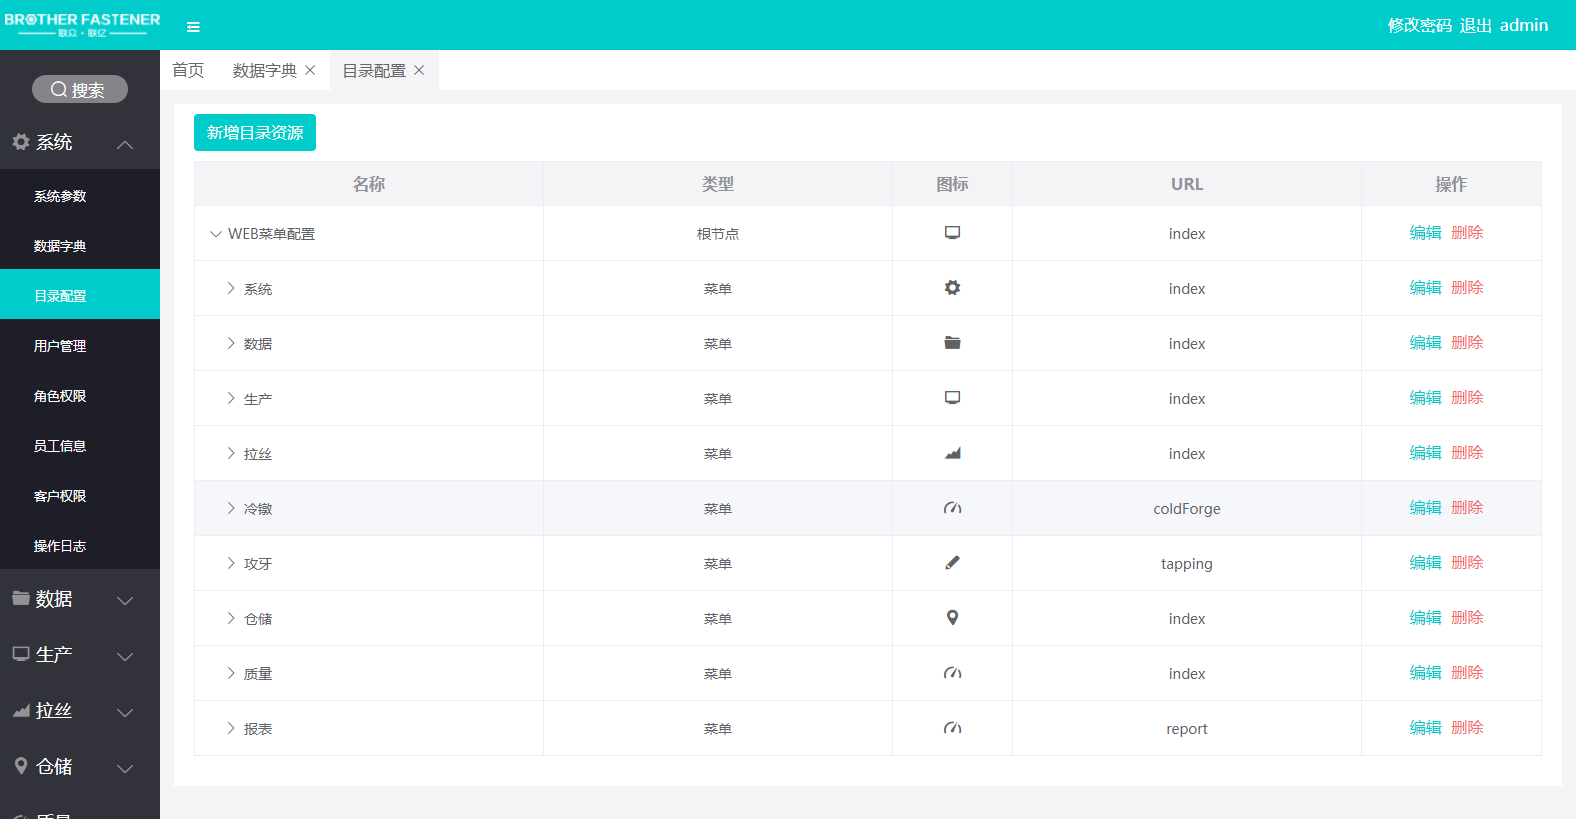 BROTHER FASTENER
联众·联亿
修改密码 退出 admin
首页 数据字典 目录配置
搜索
系统
系统参数
数据字典
目录配置
用户管理
角色权限
员工信息
客户权限
操作日志
数据
生产
拉丝
仓储
质量
新增目录资源
名称 类型 图标 URL 操作
WEB菜单配置 根节点 index 编辑 删除
系统 菜单 index 编辑 删除
数据 菜单 index 编辑 删除
生产 菜单 index 编辑 删除
拉丝 菜单 index 编辑 删除
冷镦 菜单 coldForge 编辑 删除
攻牙 菜单 tapping 编辑 删除
仓储 菜单 index 编辑 删除
质量 菜单 index 编辑 删除
报表 菜单 report 编辑 删除